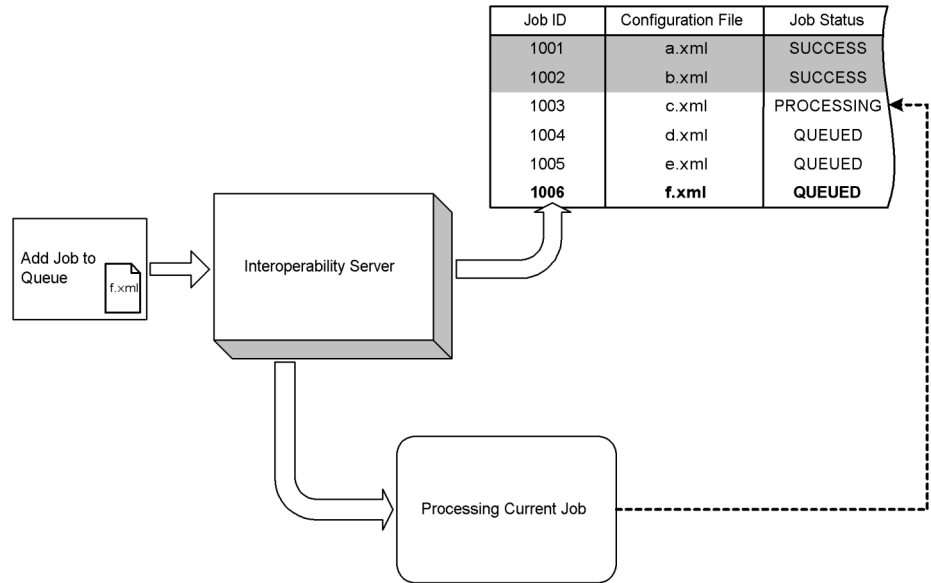 Job ID Configuration File Job Status
1001 a.xml SUCCESS
1002 b.xml SUCCESS
1003 c.xml PROCESSING
1004 d.xml QUEUED
1005 e.xml QUEUED
1006 f.xml QUEUED
Add Job to
Queue
f.xml
Interoperability Server
Processing Current Job